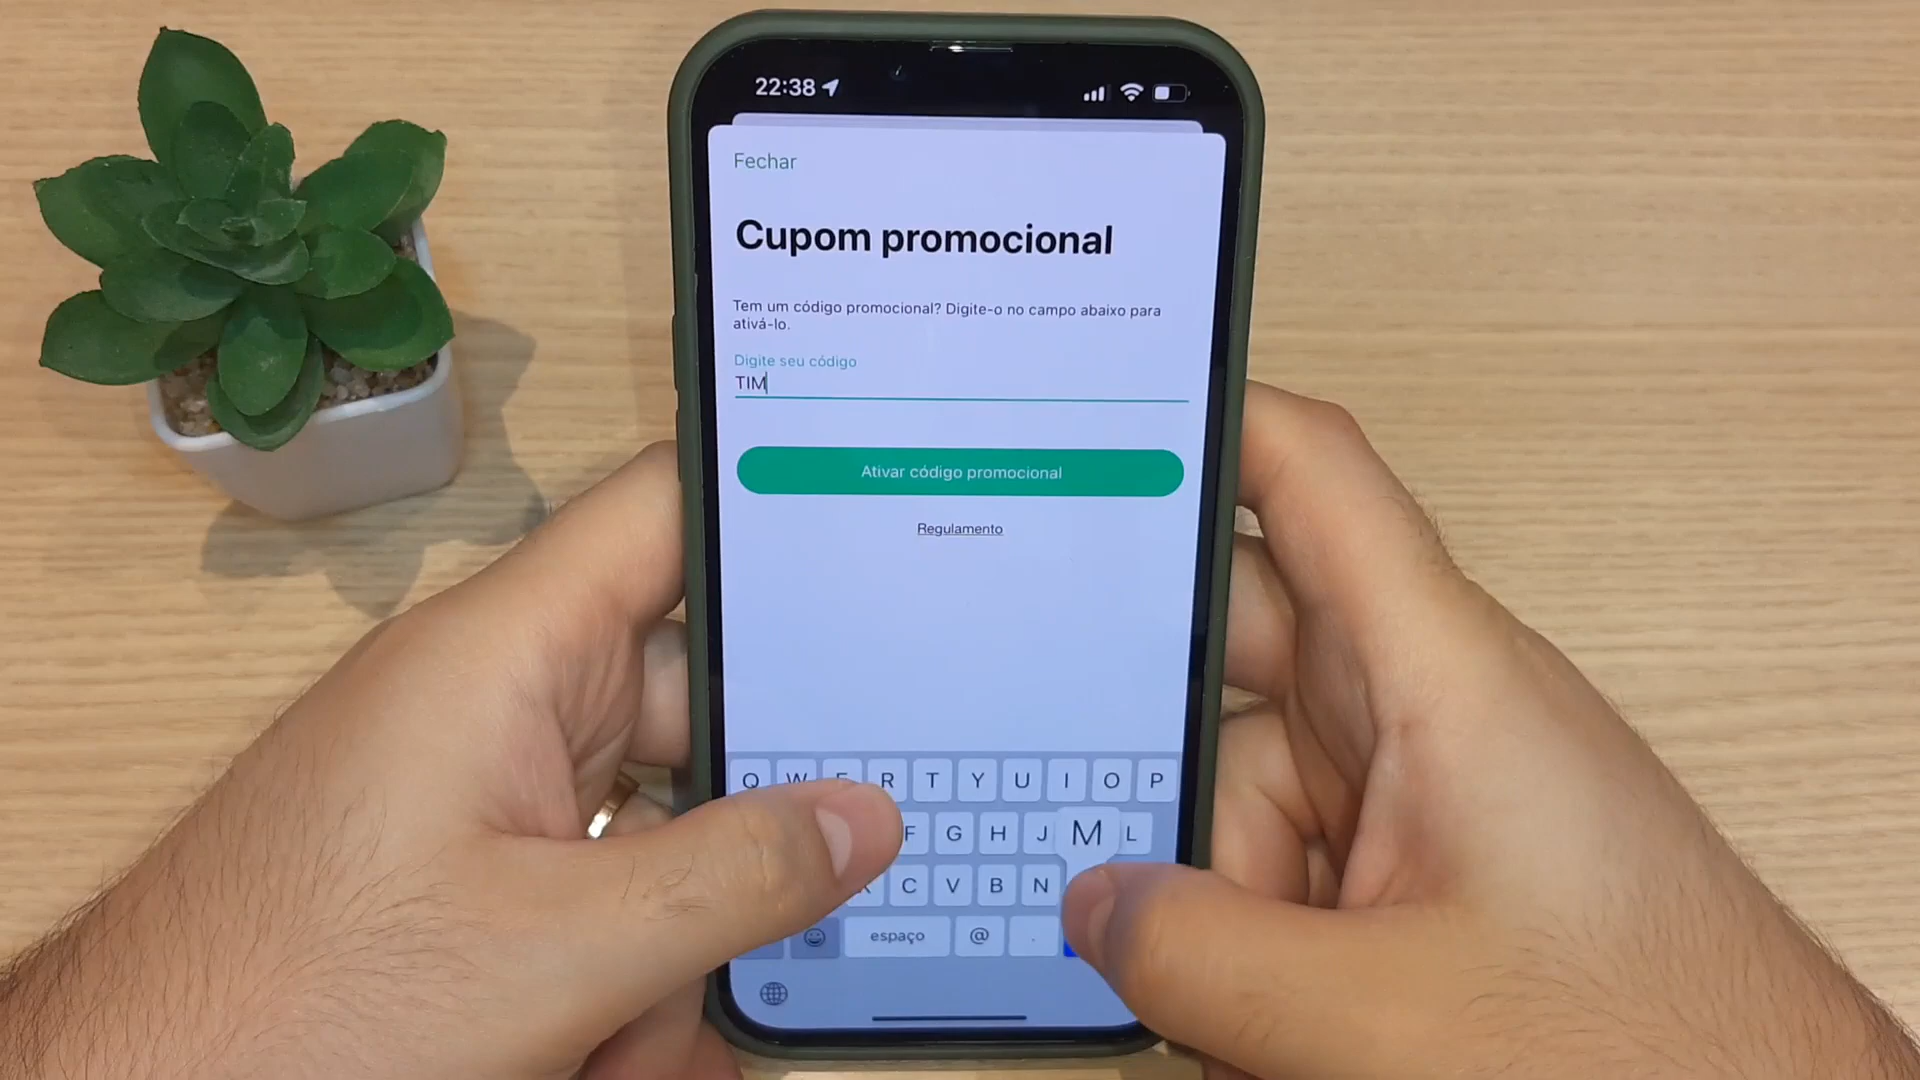 22:38
Fechar
Cupom promocional
Tem um código promocional? Digite-o no campo abaixo para
ativá-lo.
Digite seu código
TIM
Ativar código promocional
Regulamento
Q W E R T Y U I O P
F G H J M L
C V B N
espaço @ .